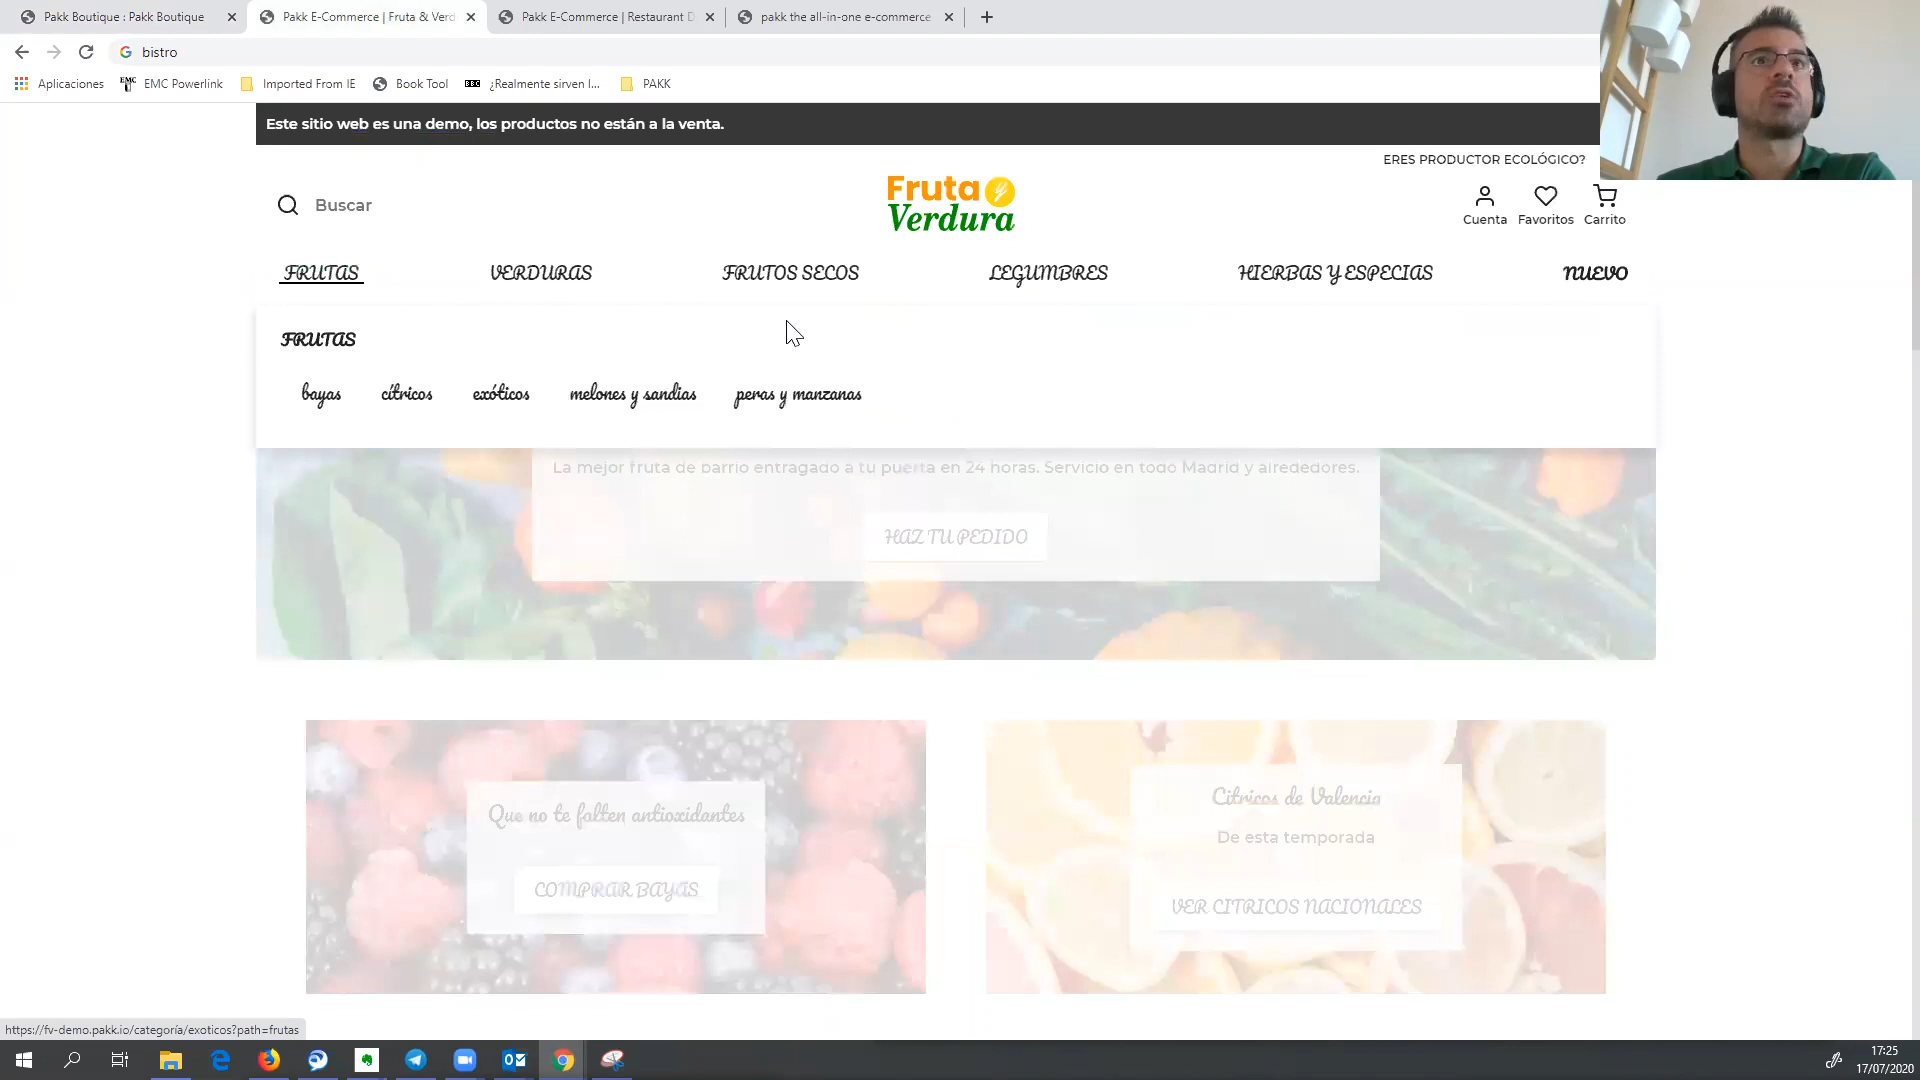 Pakk Boutique : Pakk Boutique
Pakk E-Commerce | Fruta & Verd
Pakk E-Commerce | Restaurant D
pakk the all-in-one e-commerce
bistro
Aplicaciones
EMC EMC Powerlink
Imported From IE
Book Tool
BBC ¿Realmente sirven l...
PAKK
Este sitio web es una demo, los productos no están a la venta.
ERES PRODUCTOR ECOLÓGICO?
Buscar
Fruta y
Verdura
Cuenta Favoritos Carrito
FRUTAS VERDURAS FRUTOS SECOS LEGUMBRES HIERBAS Y ESPECIAS NUEVO
FRUTAS
bayas cítricos exóticos melones y sandias peras y manzanas
La mejor fruta de barrio entragado a tu puerta en 24 horas. Servicio en todo Madrid y alrededores.
HAZ TU PEDIDO
Que no te falten antioxidantes
COMPRAR BAYAS
Citricos de Valencia
De esta temporada
VER CITRICOS NACIONALES
https://fv-demo.pakk.io/categoría/exoticos?path=frutas
17:25
17/07/2020